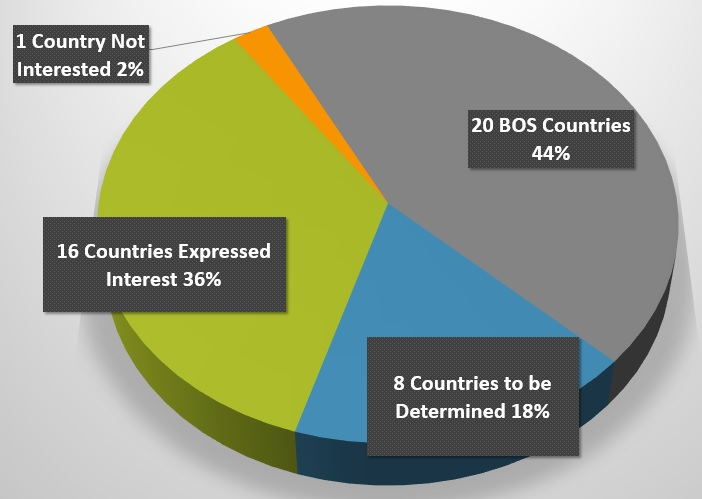 1 Country Not
Interested 2%
20 BOS Countries
44%
16 Countries Expressed
Interest 36%
8 Countries to be
Determined 18%